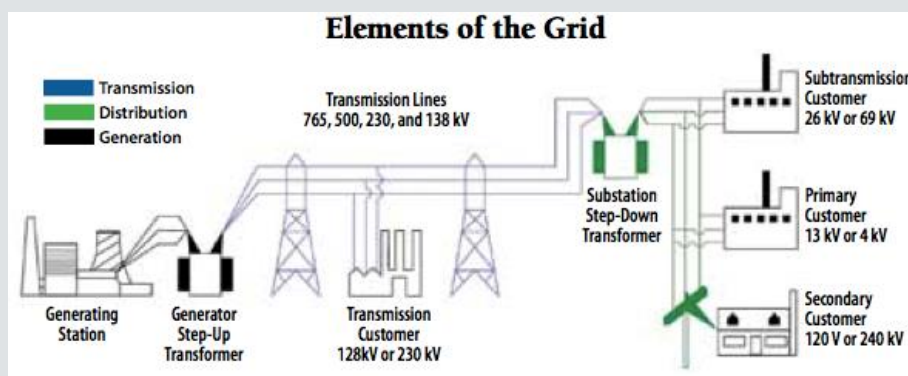 Elements of the Grid
Transmission
Distribution
Generation
Transmission Lines
765, 500, 230, and 138 kV
Subtransmission
Customer
26 kV or 69 kV
Substation
Step-Down
Transformer
Primary
Customer
13 kV or 4 kV
Generating
Station
Generator
Step-Up
Transformer
Transmission
Customer
128kV or 230 kV
Secondary
Customer
120 V or 240 kV